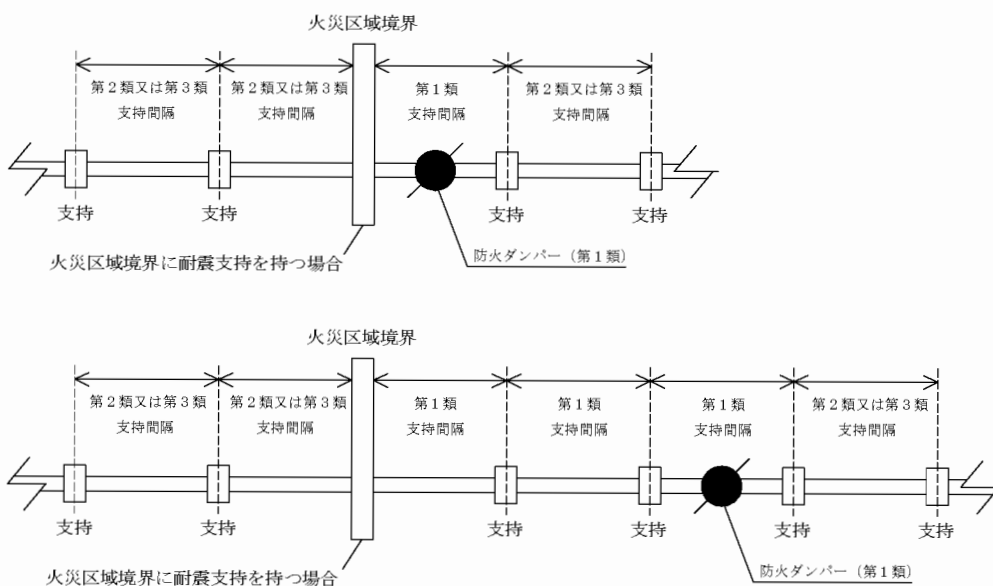 火災区域境界
第２類又は第３類
支持間隔
第２類又は第３類
支持間隔
第１類
支持間隔
第２類又は第３類
支持間隔
支持
支持
支持
支持
火災区域境界に耐震支持を持つ場合
防火ダンパー（第１類）
火災区域境界
第２類又は第３類
支持間隔
第２類又は第３類
支持間隔
第１類
支持間隔
第１類
支持間隔
第１類
支持間隔
第２類又は第３類
支持間隔
支持
支持
支持
支持
支持
支持
火災区域境界に耐震支持を持つ場合
防火ダンパー（第１類）